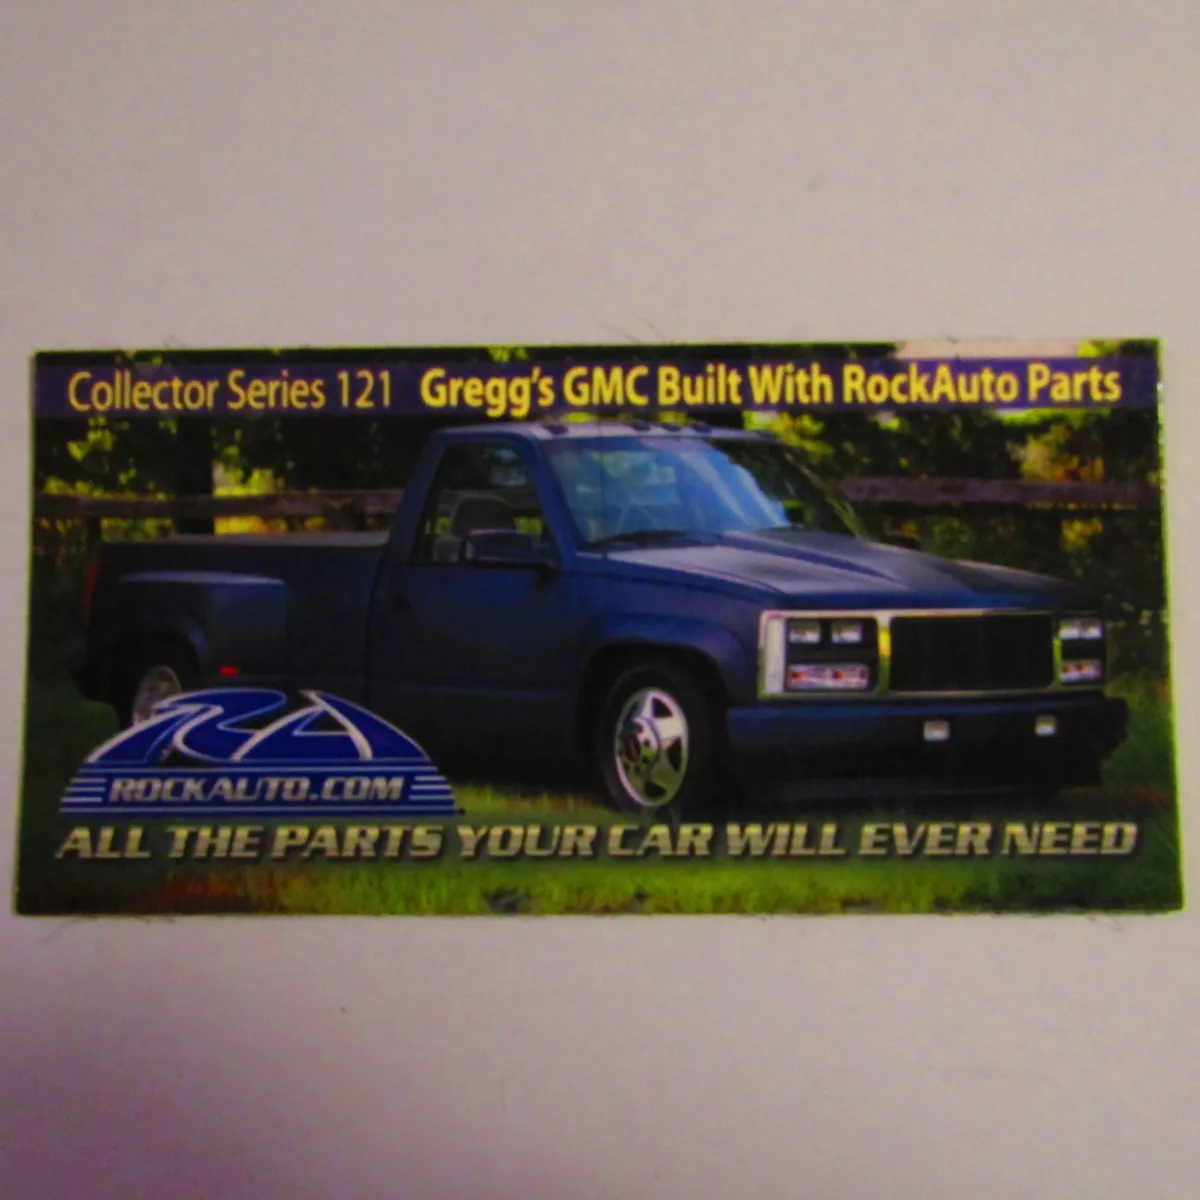 Collector Series 121 Gregg's GMC Built With RockAuto Parts
RA
ROCKAUTO.COM
ALL THE PARTS YOUR CAR WILL EVER NEED